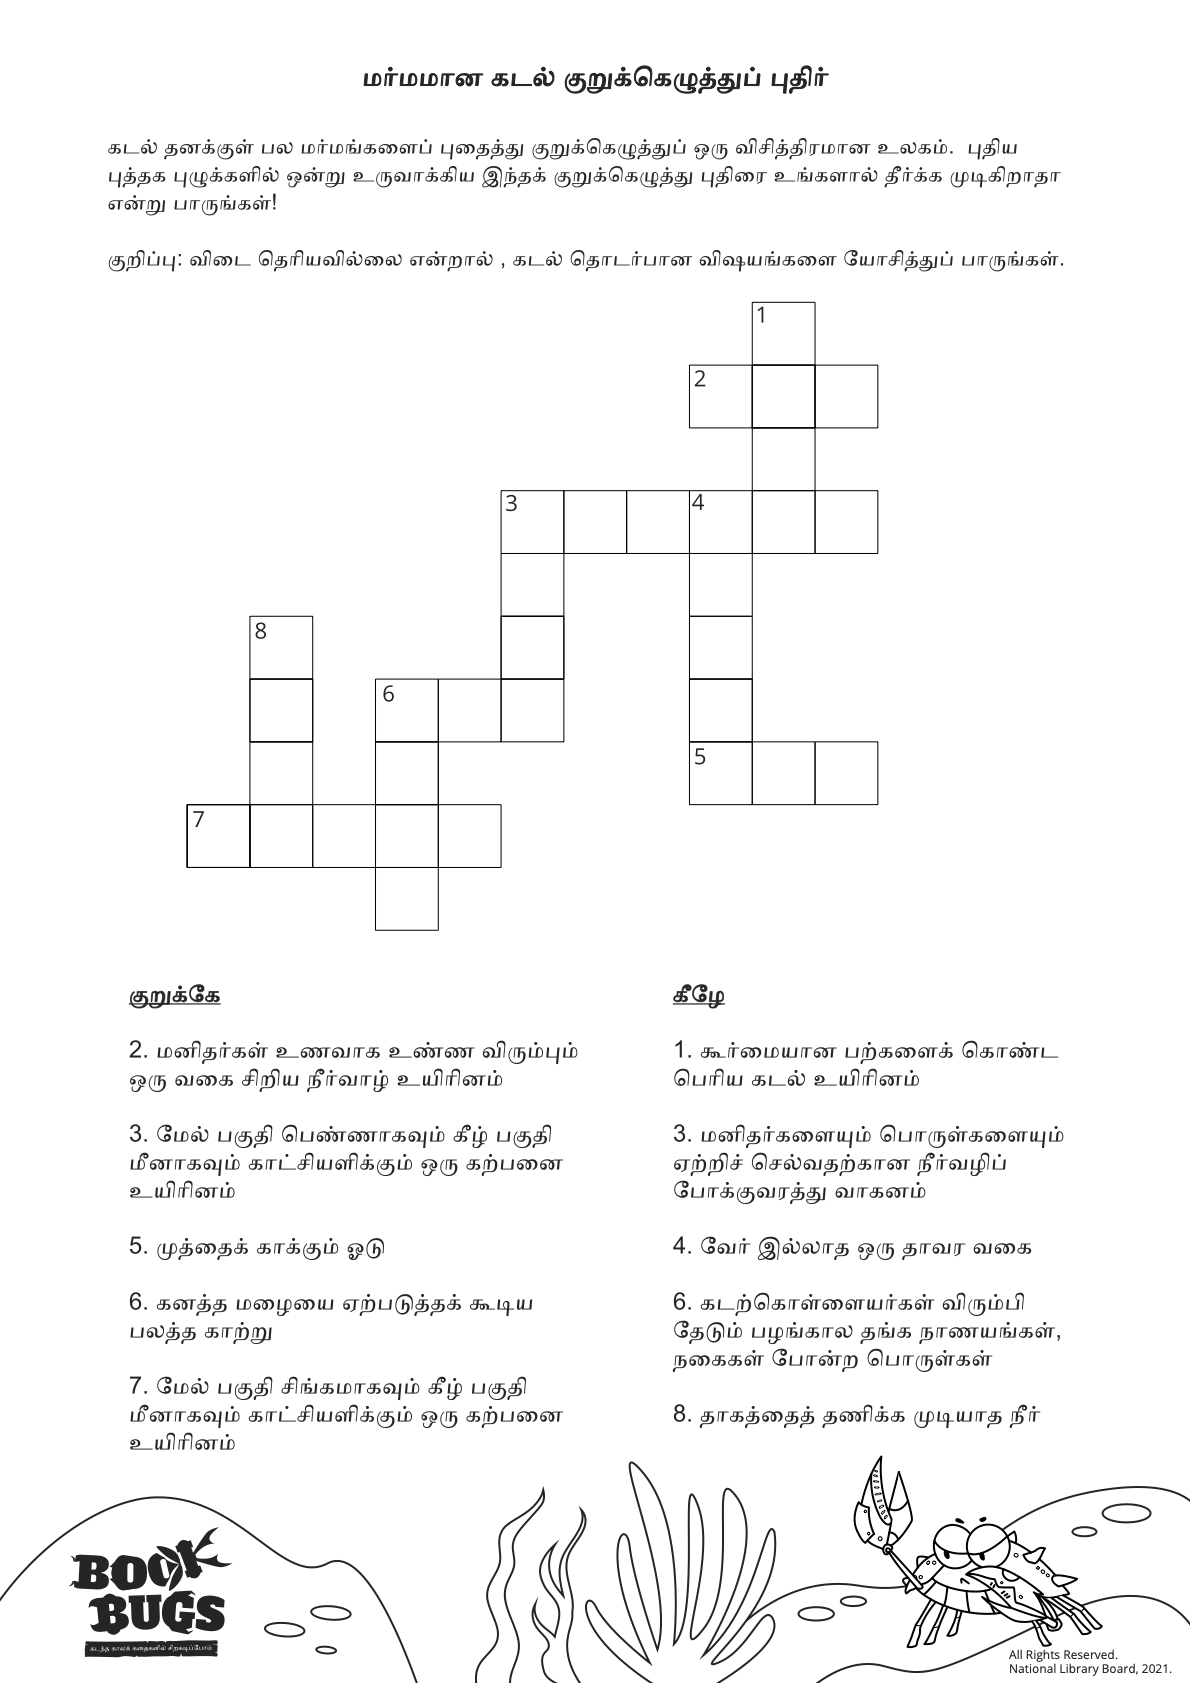 மர்மமான கடல் குறுக்கெழுத்துப் புதிர்
கடல் தனக்குள் பல மர்மங்களைப் புதைத்து குறுக்கெழுத்துப் ஒரு விசித்திரமான உலகம். புதிய
புத்தக புழுக்களில் ஒன்று உருவாக்கிய இந்தக் குறுக்கெழுத்து புதிரை உங்களால் தீர்க்க முடிகிறாதா
என்று பாருங்கள்!
குறிப்பு: விடை தெரியவில்லை என்றால் , கடல் தொடர்பான விஷயங்களை யோசித்துப் பாருங்கள்.
1
2
3
4
8
6
5
7
குறுக்கே
2. மனிதர்கள் உணவாக உண்ண விரும்பும்
ஒரு வகை சிறிய நீர்வாழ் உயிரினம்
3. மேல் பகுதி பெண்ணாகவும் கீழ் பகுதி
மீனாகவும் காட்சியளிக்கும் ஒரு கற்பனை
உயிரினம்
5. முத்தைக் காக்கும் ஓடு
6. கனத்த மழையை ஏற்படுத்தக் கூடிய
பலத்த காற்று
7. மேல் பகுதி சிங்கமாகவும் கீழ் பகுதி
மீனாகவும் காட்சியளிக்கும் ஒரு கற்பனை
உயிரினம்
கீழே
1. கூர்மையான பற்களைக் கொண்ட
பெரிய கடல் உயிரினம்
3. மனிதர்களையும் பொருள்களையும்
ஏற்றிச் செல்வதற்கான நீர்வழிப்
போக்குவரத்து வாகனம்
4. வேர் இல்லாத ஒரு தாவர வகை
6. கடற்கொள்ளையர்கள் விரும்பி
தேடும் பழங்கால தங்க நாணயங்கள்,
நகைகள் போன்ற பொருள்கள்
8. தாகத்தைத் தணிக்க முடியாத நீர்
BOOK
BUGS
கடந்த காலக் கதைகளில் சிறகடிப்போம்
All Rights Reserved.
National Library Board, 2021.